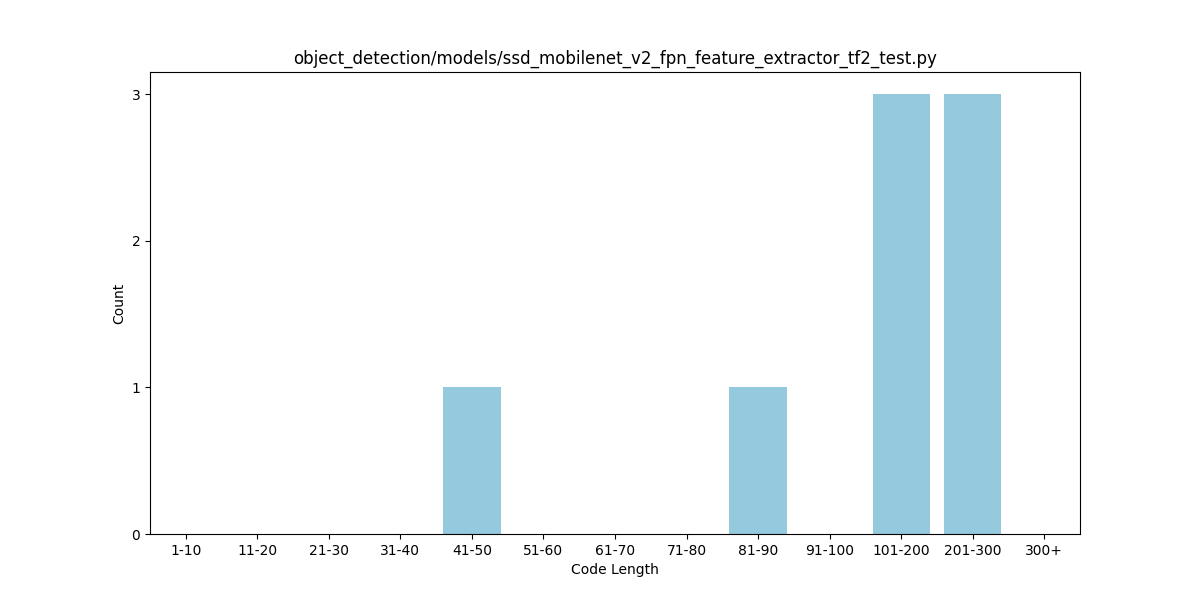 object_detection/models/ssd_mobilenet_v2_fpn_feature_extractor_tf2_test.py
3
2
1
0
Count
1-10 11-20 21-30 31-40 41-50 51-60 61-70 71-80 81-90 91-100 101-200 201-300 300+
Code Length